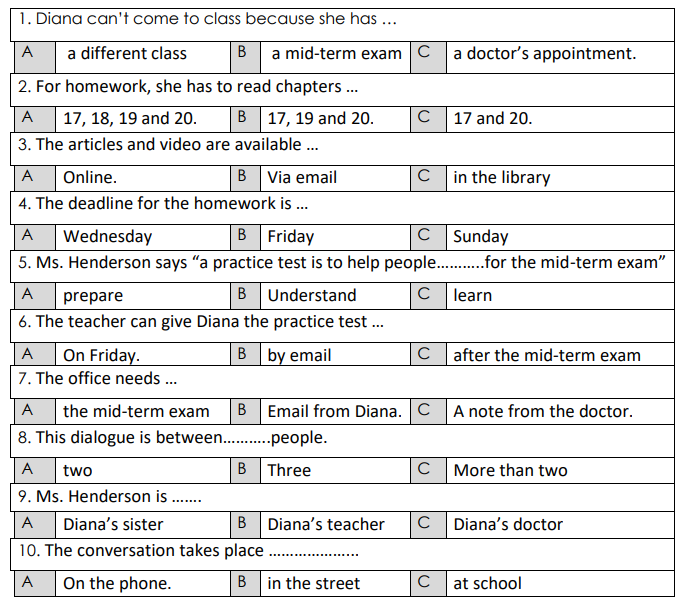 1. Diana can't come to class because she has …
A a different class B a mid-term exam C a doctor's appointment.
2. For homework, she has to read chapters …
A 17, 18, 19 and 20. B 17, 19 and 20. C 17 and 20.
3. The articles and video are available …
A Online. B Via email C in the library
4. The deadline for the homework is …
A Wednesday B Friday C Sunday
5. Ms. Henderson says “a practice test is to help people………..for the mid-term exam”
A prepare B Understand C learn
6. The teacher can give Diana the practice test …
A On Friday. B by email C after the mid-term exam
7. The office needs …
A the mid-term exam B Email from Diana. C A note from the doctor.
8. This dialogue is between………..people.
A two B Three C More than two
9. Ms. Henderson is …….
A Diana's sister B Diana's teacher C Diana's doctor
10. The conversation takes place ………………...
A On the phone. B in the street C at school